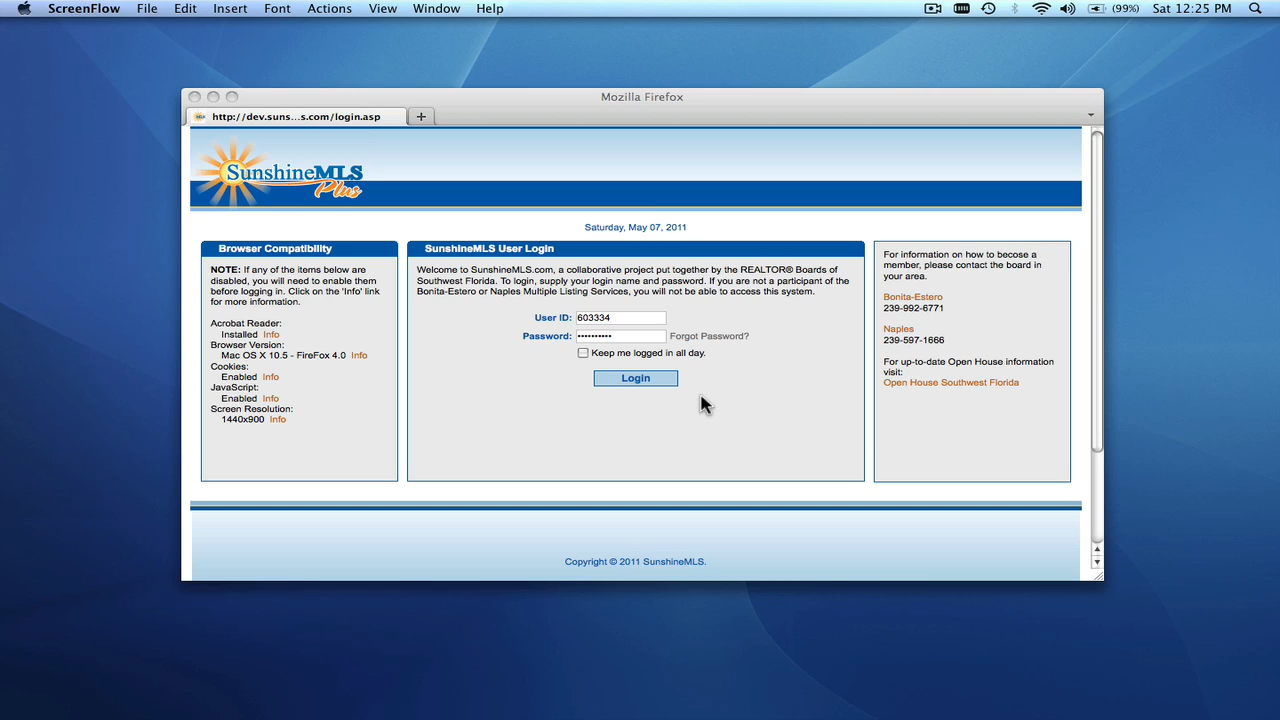 ScreenFlow File Edit Insert Font Actions View Window Help (99%) Sat 12:25 PM
Mozilla Firefox
http://dev.suns...s.com/login.asp +
SunshineMLS
Plus
Saturday, May 07, 2011
Browser Compatibility
NOTE: If any of the items below are
disabled, you will need to enable them
before logging in. Click on the 'Info' link
for more information.
Acrobat Reader:
Installed Info
Browser Version:
Mac OS X 10.5 - FireFox 4.0 Info
Cookies:
Enabled Info
JavaScript:
Enabled Info
Screen Resolution:
1440x900 Info
SunshineMLS User Login
Welcome to SunshineMLS.com, a collaborative project put together by the REALTOR® Boards of
Southwest Florida. To login, supply your login name and password. If you are not a participant of the
Bonita-Estero or Naples Multiple Listing Services, you will not be able to access this system.
User ID: 603334
Password: •••••••••• Forgot Password?
Keep me logged in all day.
Login
For information on how to becose a
member, please contact the board in
your area.
Bonita-Estero
239-992-6771
Naples
239-597-1666
For up-to-date Open House information
visit:
Open House Southwest Florida
Copyright © 2011 SunshineMLS.